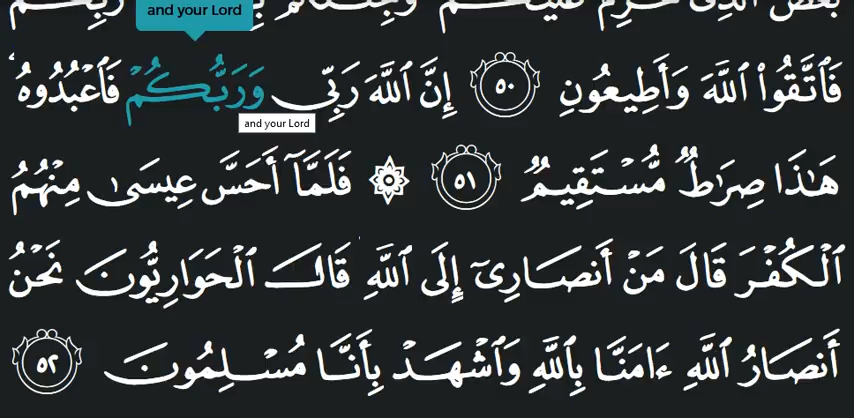 and your Lord
بَعْضَ ٱلَّذِى حُرِّمَ عَلَيْكُمْ وَجِئْتُكُم رَّبِّكُمْ
فَٱتَّقُوا۟ ٱللَّهَ وَأَطِيعُونِ ٥٠ إِنَّ ٱللَّهَ رَبِّى وَرَبُّكُمْ فَٱعْبُدُوهُ ۗ
and your Lord
هَـٰذَا صِرَٰطٌ مُّسْتَقِيمٌ ٥١ ۞ فَلَمَّآ أَحَسَّ عِيسَىٰ مِنْهُمُ
ٱلْكُفْرَ قَالَ مَنْ أَنصَارِىٓ إِلَى ٱللَّهِ ۖ قَالَ ٱلْحَوَارِيُّونَ نَحْنُ
أَنصَارُ ٱللَّهِ ءَامَنَّا بِٱللَّهِ وَٱشْهَدْ بِأَنَّا مُسْلِمُونَ ٥٢